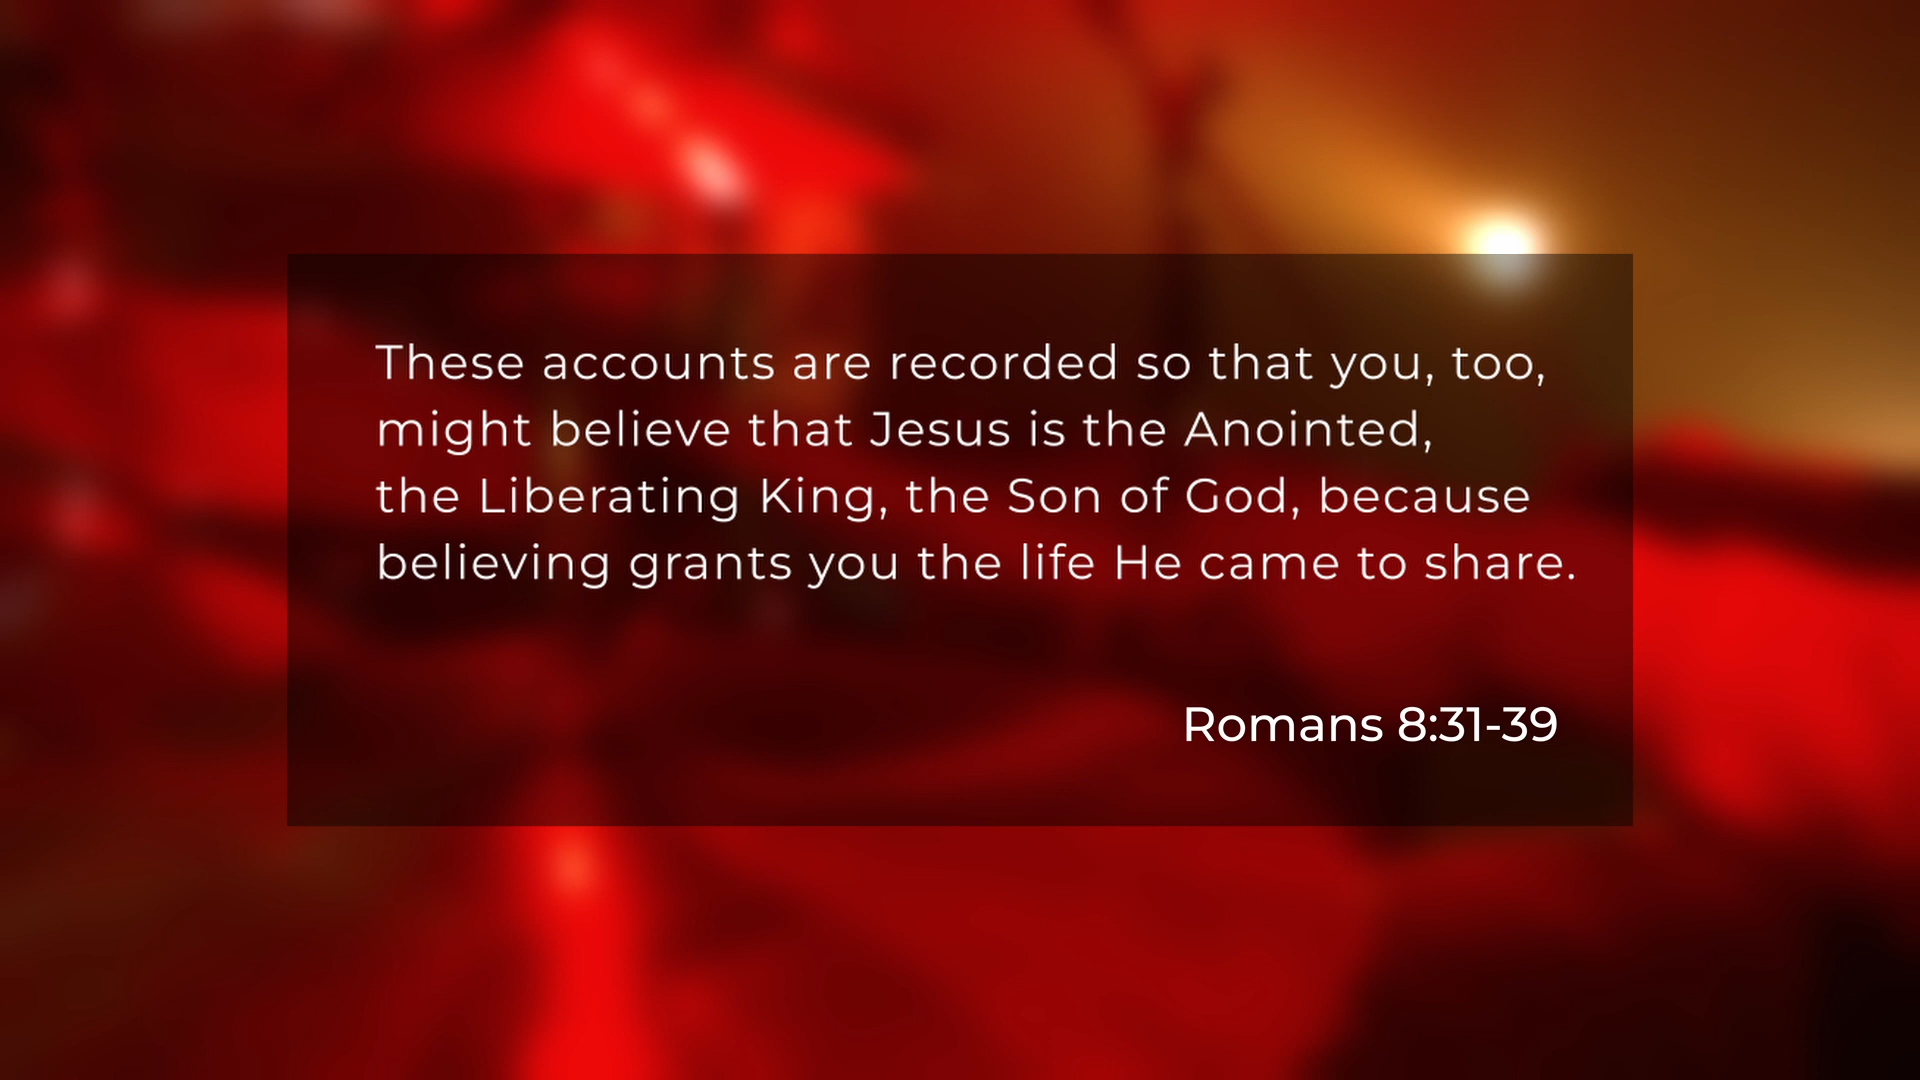 These accounts are recorded so that you, too,
might believe that Jesus is the Anointed,
the Liberating King, the Son of God, because
believing grants you the life He came to share.
Romans 8:31-39